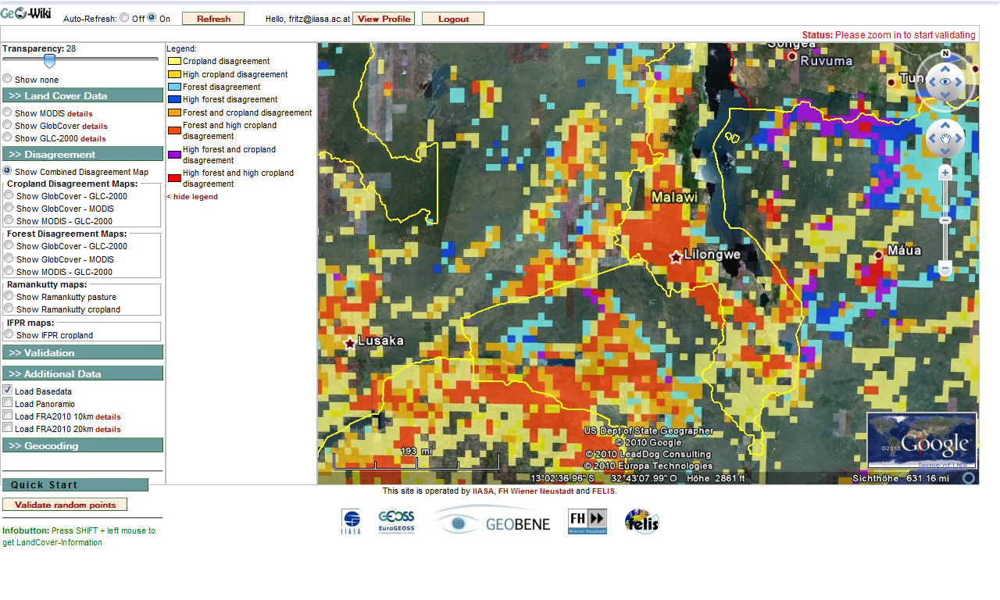 Geo-Wiki
Auto-Refresh: Off On Refresh Hello, fritz@iiasa.ac.at View Profile Logout
Status: Please zoom in to start validating
Transparency: 28
Show none
>> Land Cover Data
Show MODIS details
Show GlobCover details
Show GLC-2000 details
>> Disagreement
Show Combined Disagreement Map
Cropland Disagreement Maps:
Show GlobCover - GLC-2000
Show GlobCover - MODIS
Show MODIS - GLC-2000
Forest Disagreement Maps:
Show GlobCover - GLC-2000
Show GlobCover - MODIS
Show MODIS - GLC-2000
Ramankutty maps:
Show Ramankutty pasture
Show Ramankutty cropland
IFPR maps:
Show IFPR cropland
>> Validation
>> Additional Data
Load Basedata
Load Panoramio
Load FRA2010 10km details
Load FRA2010 20km details
>> Geocoding
Quick Start
Validate random points
Infobutton: Press SHIFT + left mouse to
get LandCover-Information
Legend:
Cropland disagreement
High cropland disagreement
Forest disagreement
High forest disagreement
Forest and cropland disagreement
Forest and high cropland
disagreement
High forest and cropland
disagreement
High forest and high cropland
disagreement
< hide legend
Songea
Ruvuma
Tun
N
Malawi
Lilongwe
Máua
Lusaka
193 mi
US Dept of State Geographer
© 2010 Google
© 2010 LeadDog Consulting
© 2010 Europa Technologies
©2010 Google
Terms of Use
13°02'36.96" S 32°43'07.99" O Höhe 2861 ft Sichthöhe 631.16 mi
This site is operated by IIASA, FH Wiener Neustadt and FELIS.
IIASA
GEOSS
EuroGEOSS
GEOBENE
FH
Wiener Neustadt
felis